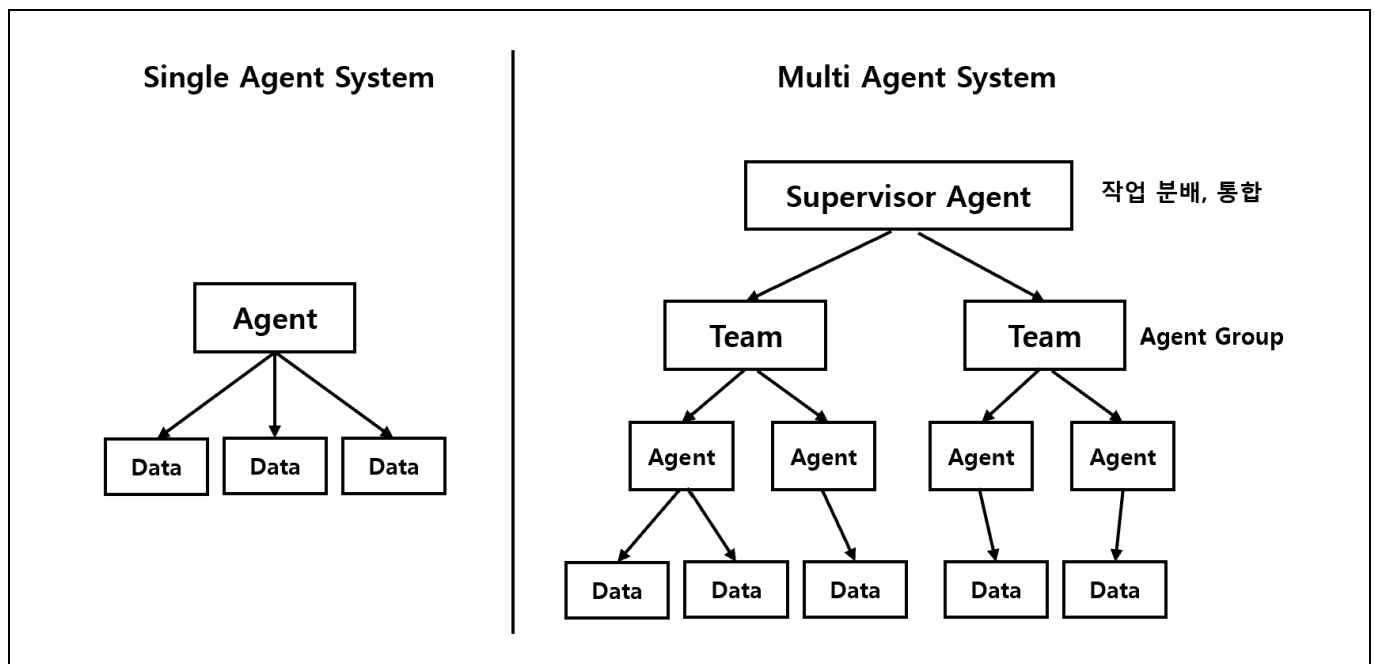 Single Agent System
Agent
Data
Data
Data
Multi Agent System
Supervisor Agent
작업 분배, 통합
Team
Team
Agent Group
Agent
Agent
Agent
Agent
Data
Data
Data
Data
Data